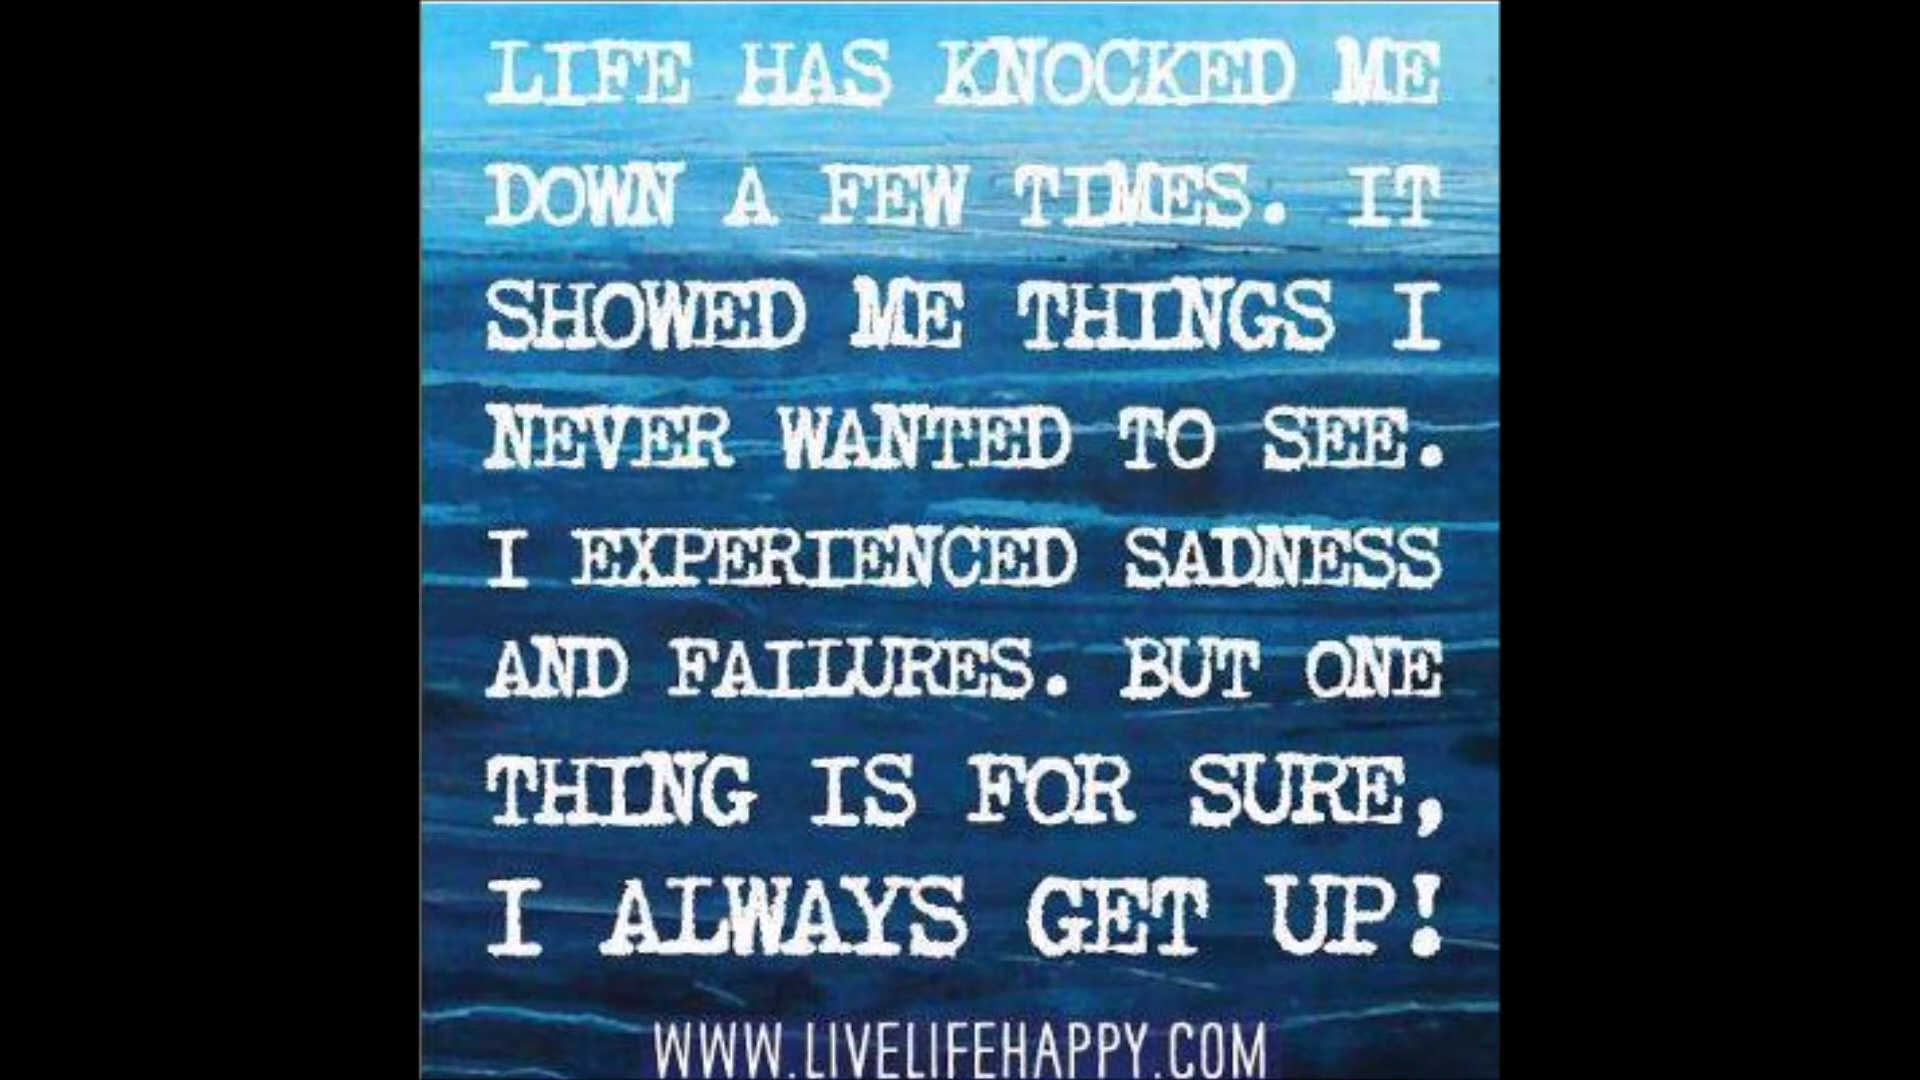 LIFE HAS KNOCKED ME
DOWN A FEW TIMES. IT
SHOWED ME THINGS I
NEVER WANTED TO SEE.
I EXPERIENCED SADNESS
AND FAILURES. BUT ONE
THING IS FOR SURE,
I ALWAYS GET UP!
WWW.LIVELIFEHAPPY.COM